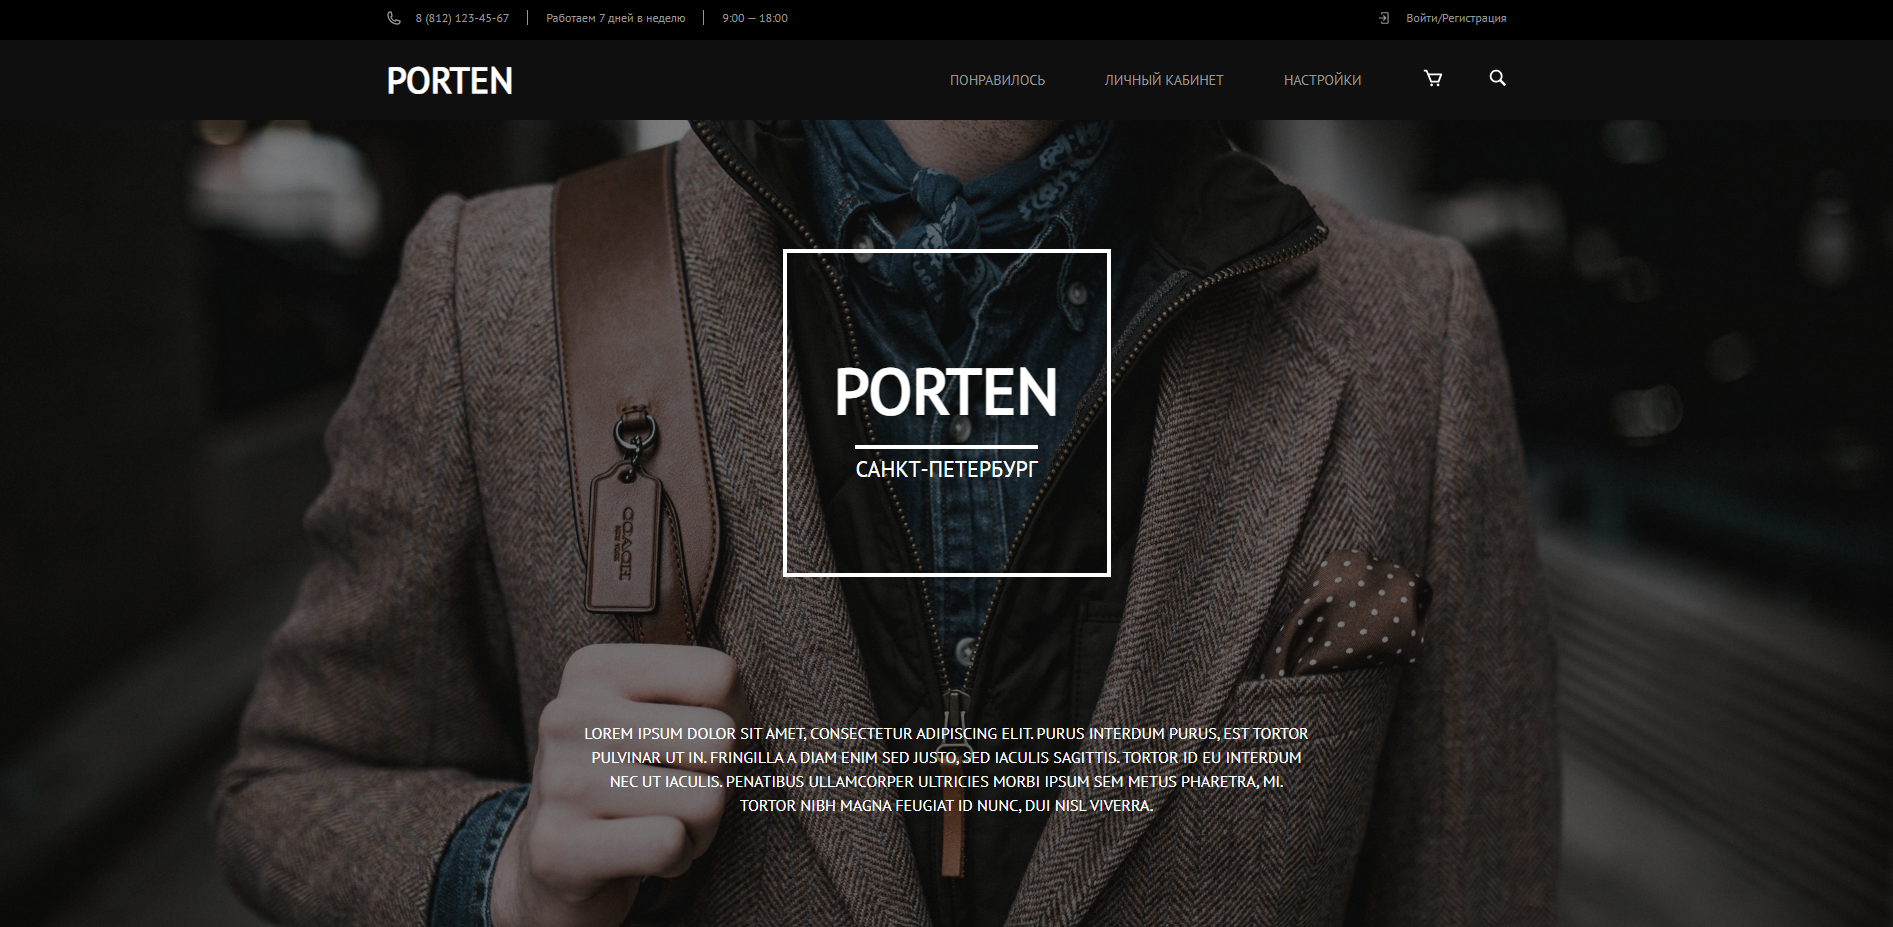 8 (812) 123-45-67
Работаем 7 дней в неделю
9:00 — 18:00
Войти/Регистрация
PORTEN
ПОНРАВИЛОСЬ
ЛИЧНЫЙ КАБИНЕТ
НАСТРОЙКИ
PORTEN
САНКТ-ПЕТЕРБУРГ
COACH
LOREM IPSUM DOLOR SIT AMET, CONSECTETUR ADIPISCING ELIT. PURUS INTERDUM PURUS, EST TORTOR
PULVINAR UT IN. FRINGILLA A DIAM ENIM SED JUSTO, SED IACULIS SAGITTIS. TORTOR ID EU INTERDUM
NEC UT IACULIS. PENATIBUS ULLAMCORPER ULTRICIES MORBI IPSUM SEM METUS PHARETRA, MI.
TORTOR NIBH MAGNA FEUGIAT ID NUNC, DUI NISL VIVERRA.